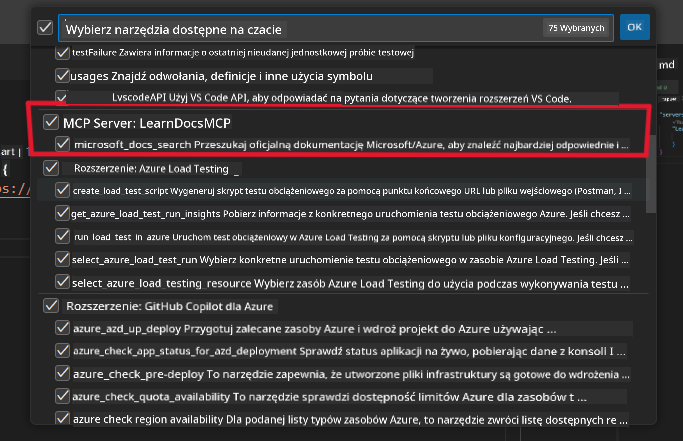 Wybierz narzędzia dostępne na czacie
75 Wybranych
OK
testFailure Zawiera informacje o ostatniej nieudanej jednostkowej próbie testowej
usages Znajdź odwołania, definicje i inne użycia symbolu
LvscodeAPI Użyj VS Code API, aby odpowiadać na pytania dotyczące tworzenia rozszerzeń VS Code.
MCP Server: LearnDocsMCP
microsoft_docs_search Przeszukaj oficjalną dokumentację Microsoft/Azure, aby znaleźć najbardziej odpowiednie i ...
Rozszerzenie: Azure Load Testing _
create_load_test_script Wygeneruj skrypt testu obciążeniowego za pomocą punktu końcowego URL lub pliku wejściowego (Postman, I ...
get_azure_load_test_run_insights Pobierz informacje z konkretnego uruchomienia testu obciążeniowego Azure. Jeśli chcesz ...
run_load_test_in_azure Uruchom test obciążeniowy w Azure Load Testing za pomocą skryptu lub pliku konfiguracyjnego. Jeśli chcesz ...
select_azure_load_test_run Wybierz konkretne uruchomienie testu obciążeniowego w zasobie Azure Load Testing. Jeśli ...
select_azure_load_testing_resource Wybierz zasób Azure Load Testing do użycia podczas wykonywania testu ...
Rozszerzenie: GitHub Copilot dla Azure
azure_azd_up_deploy Przygotuj zalecane zasoby Azure i wdroż projekt do Azure używając ...
azure_check_app_status_for_azd_deployment Sprawdź status aplikacji na żywo, pobierając dane z konsoli I ...
azure_check_pre-deploy To narzędzie zapewnia, że utworzone pliki infrastruktury są gotowe do wdrożenia ...
azure_check_quota_availability To narzędzie sprawdzi dostępność limitów Azure dla zasobów t ...
azure check region availability Dla podanej listy typów zasobów Azure, to narzędzie zwróci listę dostępnych re ...
art |
{
s://
md
"servers